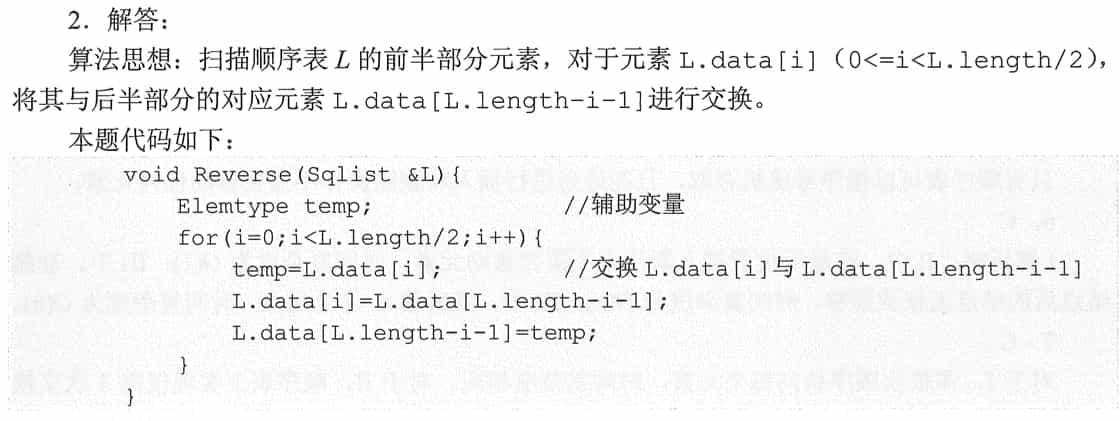 2. 解答：
算法思想：扫描顺序表 L 的前半部分元素，对于元素 L.data[i]（0<=i<L.length/2），
将其与后半部分的对应元素 L.data[L.length-i-1]进行交换。
本题代码如下：
void Reverse(Sqlist &L){
Elemtype temp; //辅助变量
for(i=0;i<L.length/2;i++){
temp=L.data[i]; //交换 L.data[i]与 L.data[L.length-i-1]
L.data[i]=L.data[L.length-i-1];
L.data[L.length-i-1]=temp;
}
}